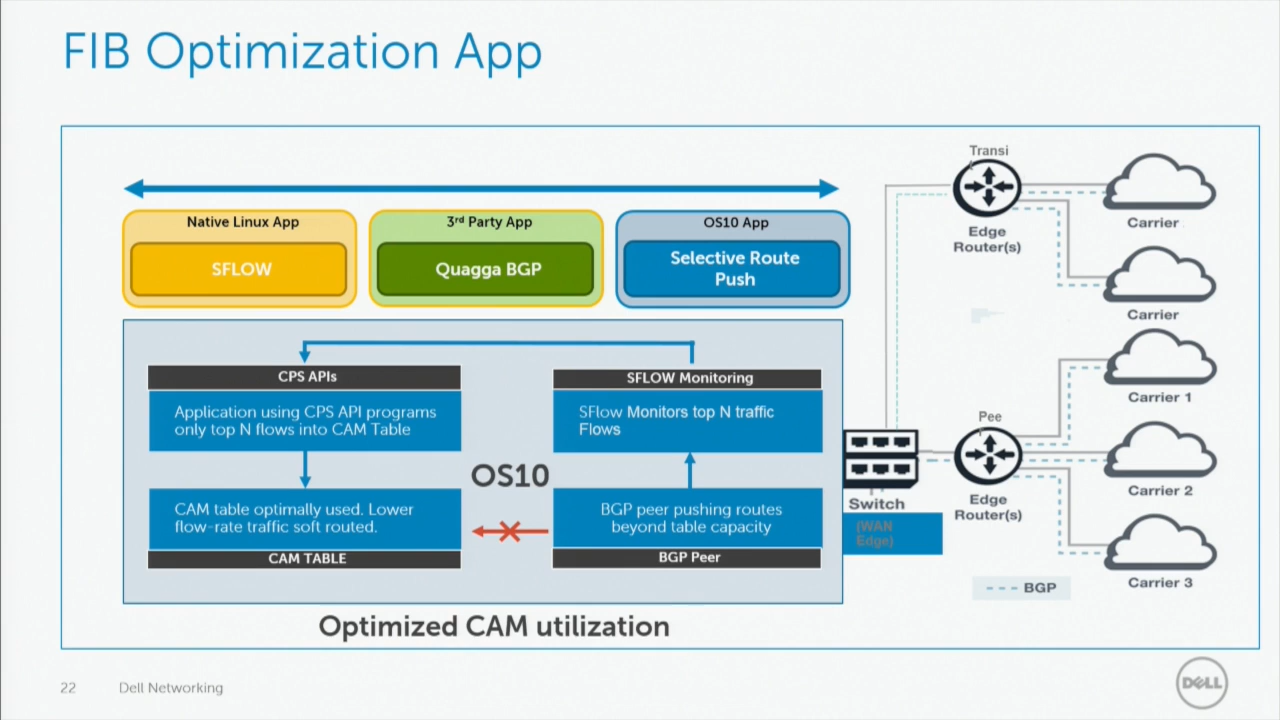 FIB Optimization App
Native Linux App
SFLOW
3rd Party App
Quagga BGP
OS10 App
Selective Route
Push
CPS APIs
Application using CPS API programs
only top N flows into CAM Table
SFLOW Monitoring
SFlow Monitors top N traffic
Flows
OS10
CAM table optimally used. Lower
flow-rate traffic soft routed.
CAM TABLE
BGP peer pushing routes
beyond table capacity
BGP Peer
Optimized CAM utilization
Transi
Edge
Router(s)
Carrier
Carrier
Carrier 1
Pee
Edge
Router(s)
Carrier 2
Carrier 3
Switch
(WAN
Edge)
BGP
22
Dell Networking
DELL